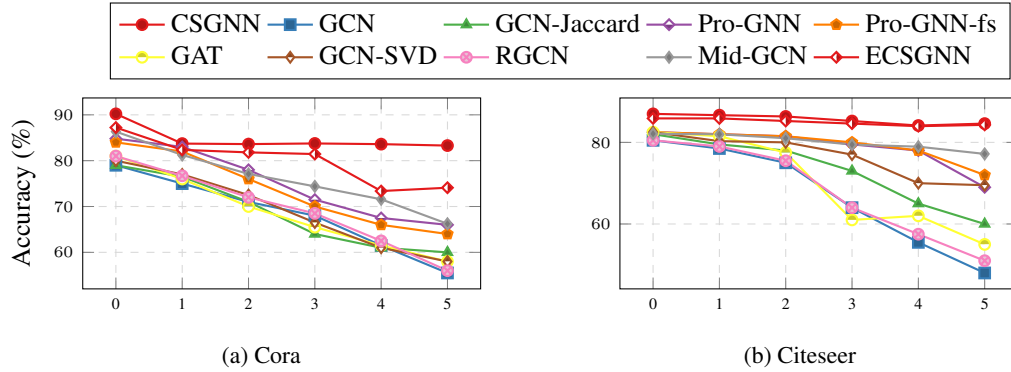 CSGNN GCN GCN-Jaccard Pro-GNN Pro-GNN-fs
GAT GCN-SVD RGCN Mid-GCN ECSGNN
Accuracy (%)
90
80
70
60
0 1 2 3 4 5
(a) Cora
80
60
0 1 2 3 4 5
(b) Citeseer